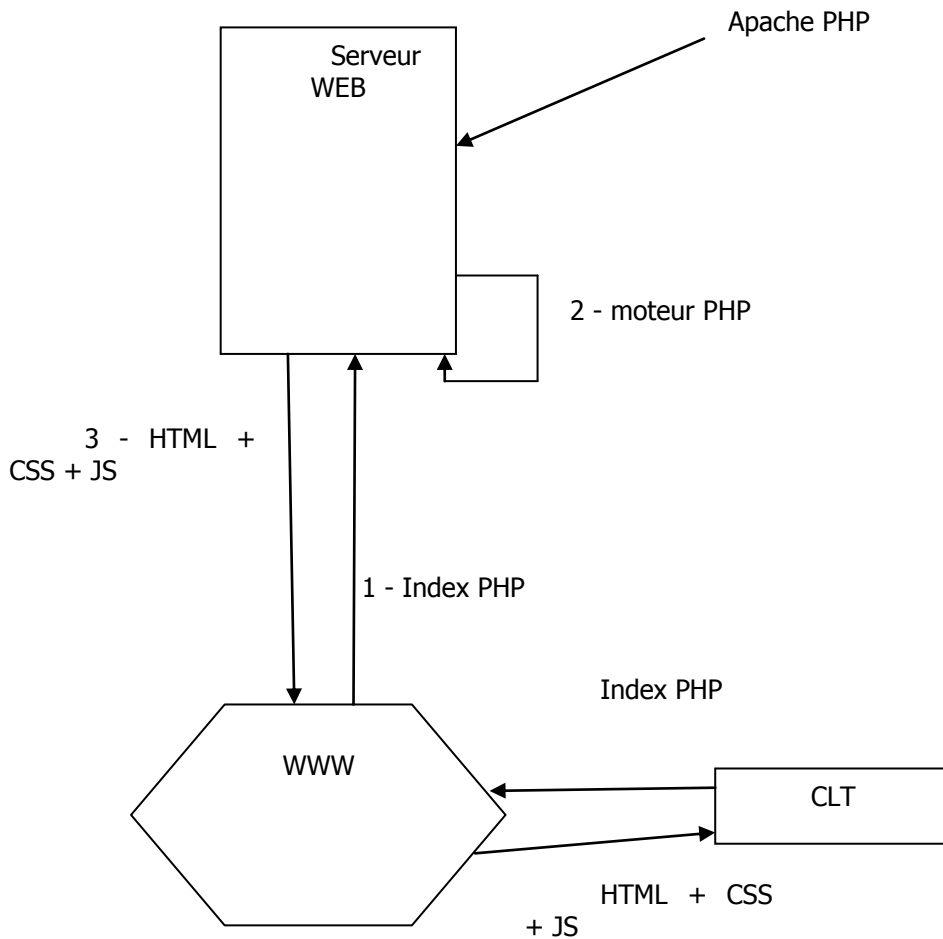 Apache PHP
Serveur
WEB
2 - moteur PHP
3 - HTML +
CSS + JS
1 - Index PHP
Index PHP
WWW
CLT
HTML + CSS
+ JS